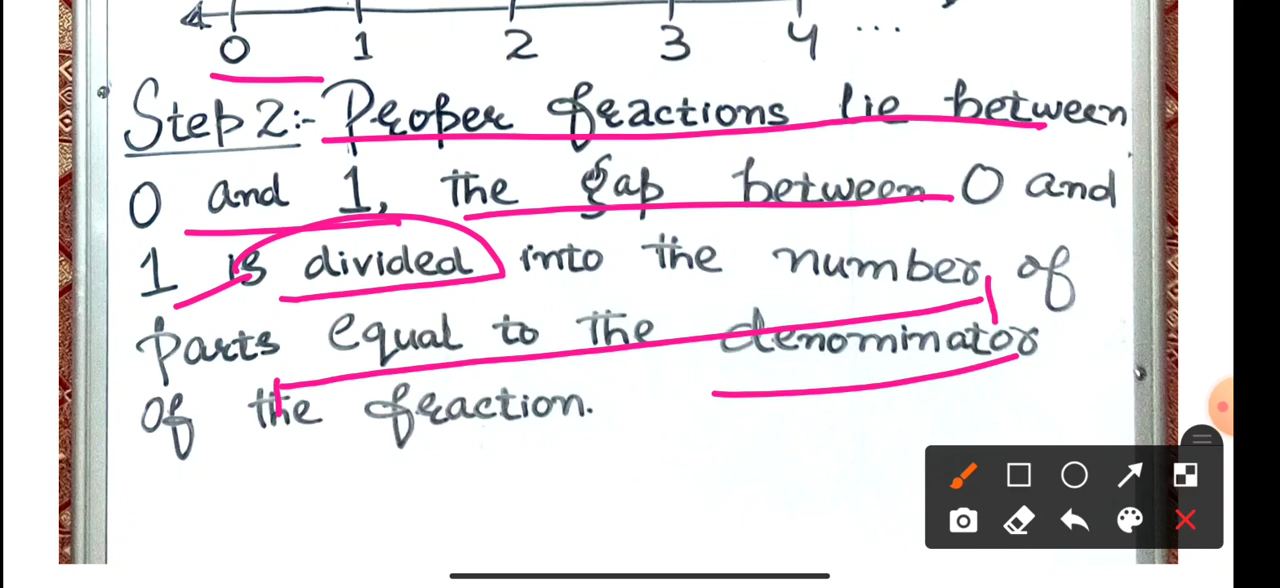 0 1 2 3 4 ...
Step 2:- Proper fractions lie between
0 and 1, the gap between 0 and
1 is divided into the number of
parts equal to the denominator
of the fraction.